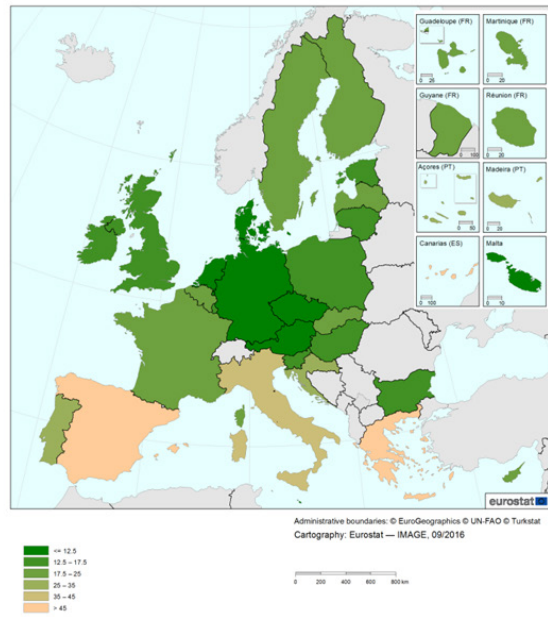 Guadeloupe (FR)
Martinique (FR)
0 25
0 20
Guyane (FR)
Réunion (FR)
0 100
0 20
Açores (PT)
Madeira (PT)
0 50
0 20
Canarias (ES)
Malta
0 100
0 10
eurostat
Administrative boundaries: © EuroGeographics © UN-FAO © Turkstat
Cartography: Eurostat — IMAGE, 09/2016
<= 12.5
12.5 – 17.5
17.5 – 25
25 – 35
35 – 45
> 45
0 200 400 600 800 km